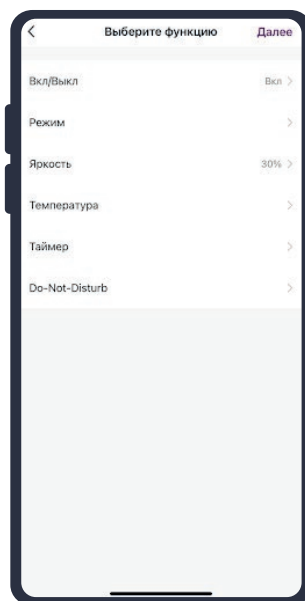 Выберите функцию Далее
Вкл/Выкл Вкл
Режим
Яркость 30%
Температура
Таймер
Do-Not-Disturb